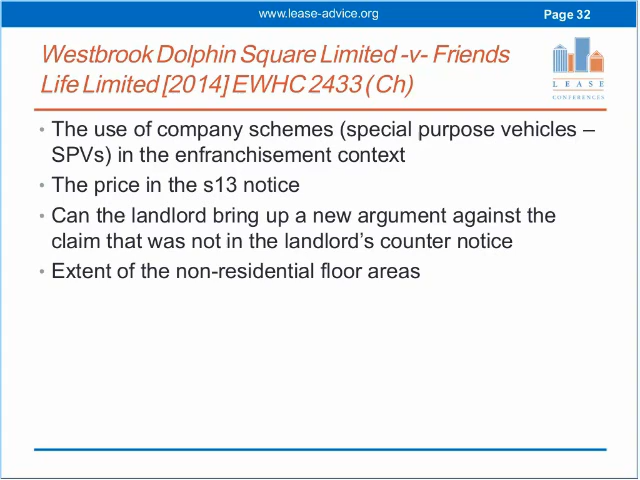 www.lease-advice.org
Page 32
Westbrook Dolphin Square Limited -v- Friends
Life Limited [2014] EWHC 2433 (Ch)
LEASE
CONFERENCES
• The use of company schemes (special purpose vehicles –
SPVs) in the enfranchisement context
• The price in the s13 notice
• Can the landlord bring up a new argument against the
claim that was not in the landlord's counter notice
• Extent of the non-residential floor areas